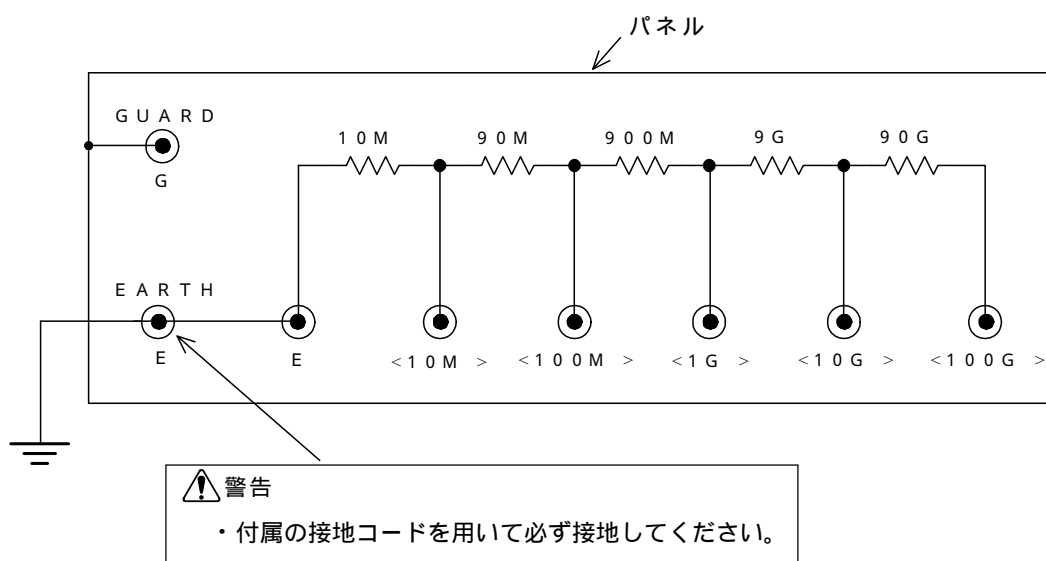 パネル
GUARD
G
10M
90M
900M
9G
90G
EARTH
E
E
<10M >
<100M >
<1G >
<10G >
<100G >
警告
・付属の接地コードを用いて必ず接地してください。